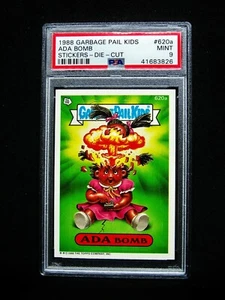 1988 GARBAGE PAIL KIDS #620a
ADA BOMB MINT
STICKERS-DIE-CUT PSA 9
41683826
620a
GARBAGE PAIL KIDS
ADA BOMB